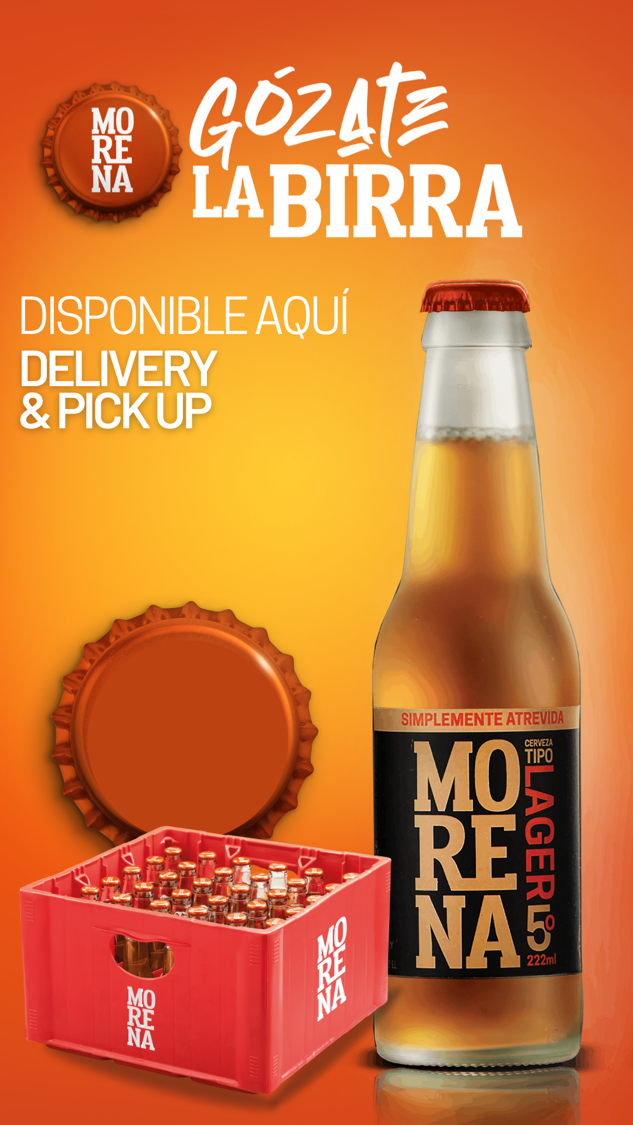 MO
RE
NA
GÓZATE
LA BIRRA
DISPONIBLE AQUÍ
DELIVERY
& PICK UP
SIMPLEMENTE ATREVIDA
MO
RE
NA
CERVEZA
TIPO
LAGER
5º
222ml
MO
RE
NA
MO
RE
NA